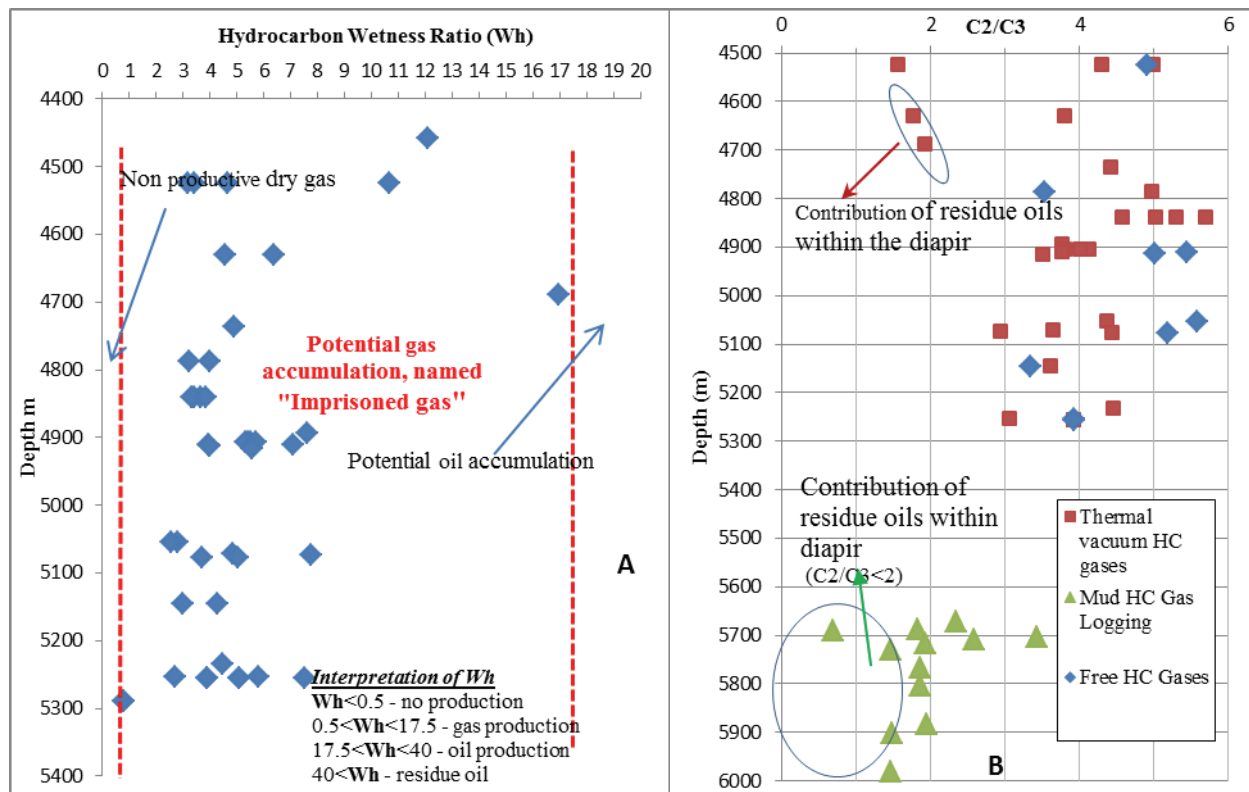 Hydrocarbon Wetness Ratio (Wh)
0 1 2 3 4 5 6 7 8 9 10 11 12 13 14 15 16 17 18 19 20
4400
4500
4600
4700
4800
4900
5000
5100
5200
5300
5400
Depth m
Non productive dry gas
Potential gas
accumulation, named
"Imprisoned gas"
Potential oil accumulation
A
Interpretation of Wh
Wh<0.5 - no production
0.5<Wh<17.5 - gas production
17.5<Wh<40 - oil production
40<Wh - residue oil
0 2 C2/C3 4 6
4500
4600
4700
4800
4900
5000
5100
5200
5300
5400
5500
5600
5700
5800
5900
6000
Depth (m)
Contribution of residue oils
within the diapir
Contribution of
residue oils within
diapir
(C2/C3<2)
Thermal
vacuum HC
gases
Mud HC Gas
Logging
Free HC Gases
B